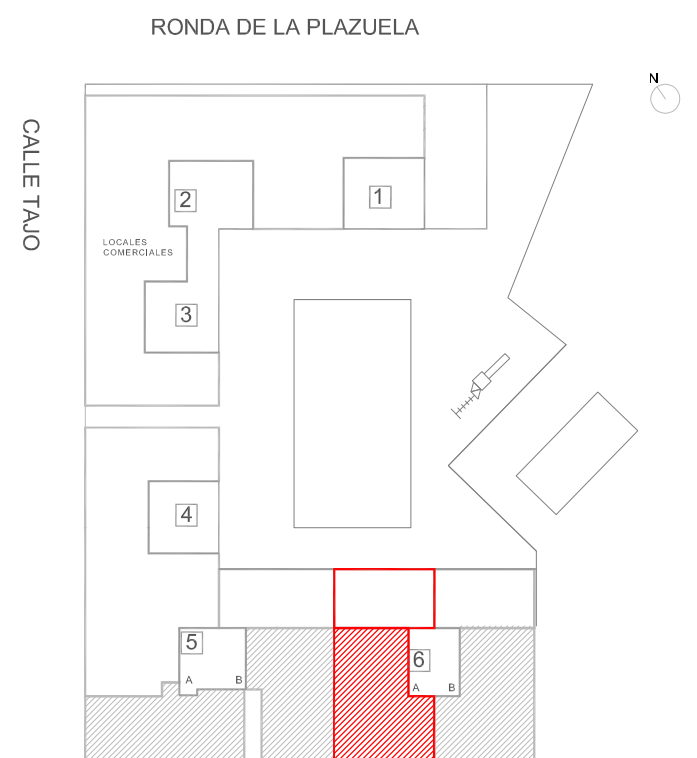 RONDA DE LA PLAZUELA
N
CALLE TAJO
2
1
LOCALES
COMERCIALES
3
4
5
6
A
B
A
B